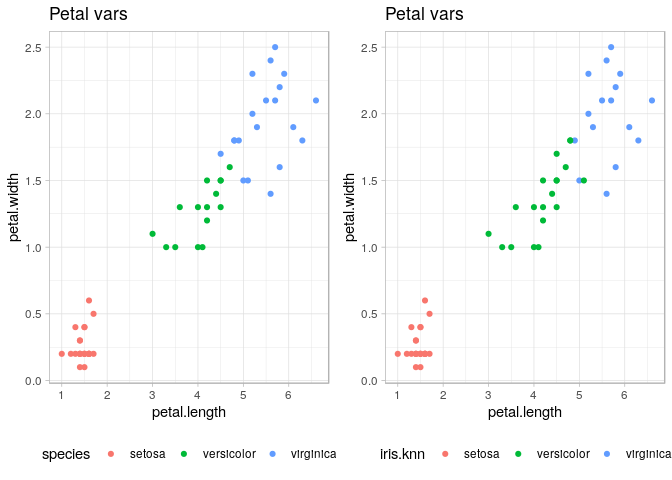 Petal vars
2.5
2.0
1.5
1.0
0.5
0.0
petal.width
1 2 3 4 5 6
petal.length
species setosa versicolor virginica
Petal vars
2.5
2.0
1.5
1.0
0.5
0.0
petal.width
1 2 3 4 5 6
petal.length
iris.knn setosa versicolor virginica